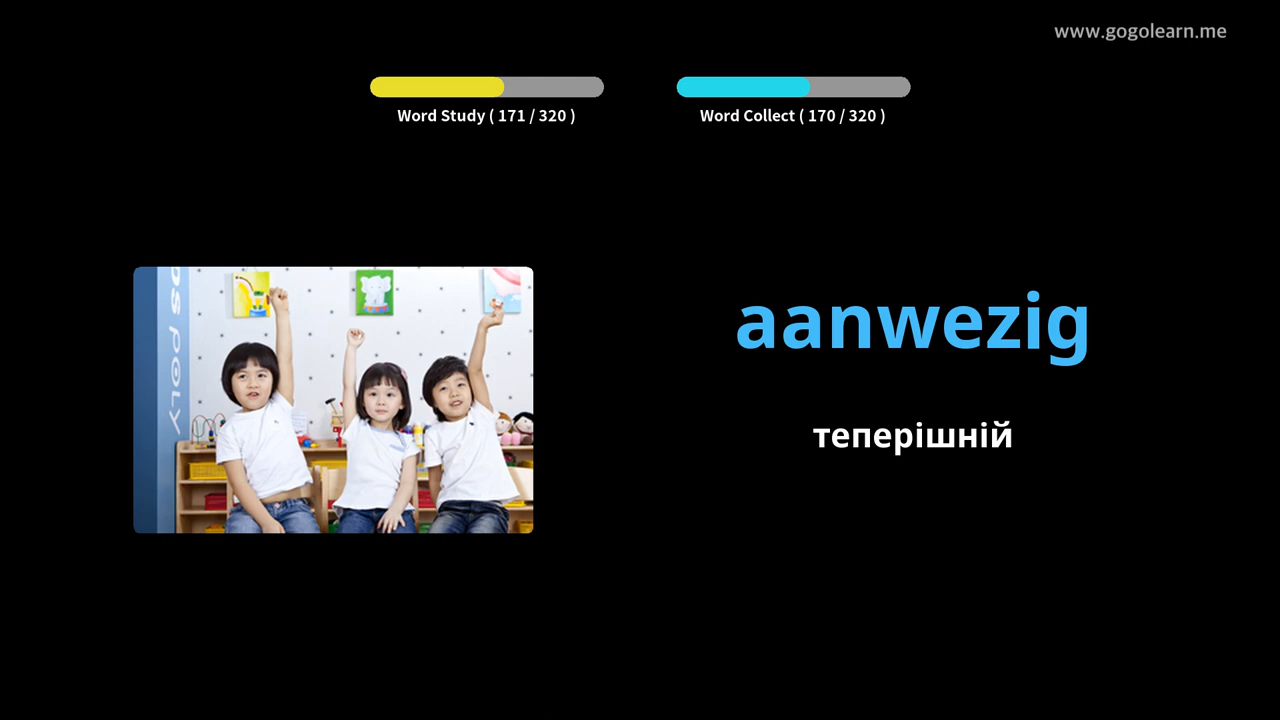 www.gogolearn.me
Word Study ( 171 / 320 )
Word Collect ( 170 / 320 )
aanwezig
теперішній